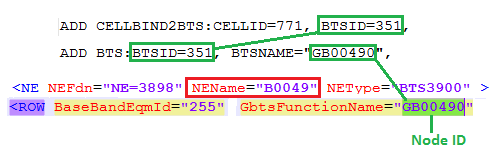 ADD CELLBIND2BTS:CELLID=771, BTSID=351,
ADD BTS:BTSID=351, BTSNAME="GB00490",
<NE NEFdn="NE=3898" NEName="B0049" NEType="BTS3900" >
<ROW BaseBandEqmId="255" GbtsFunctionName="GB00490"
Node ID